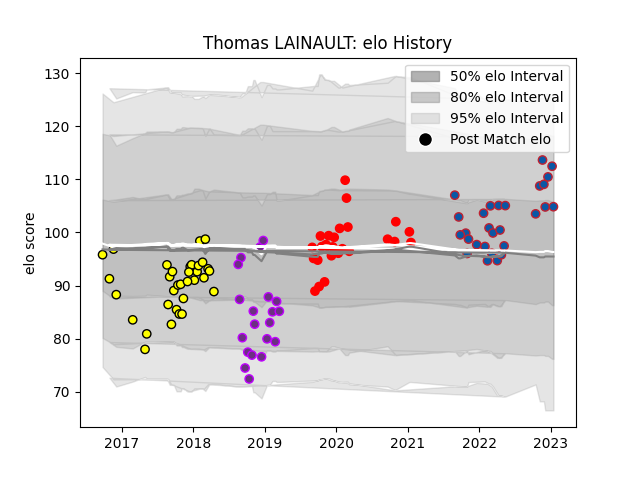 Thomas LAINAULT: elo History
50% elo Interval
80% elo Interval
95% elo Interval
Post Match elo
elo score
130
120
110
100
90
80
70
2017 2018 2019 2020 2021 2022 2023